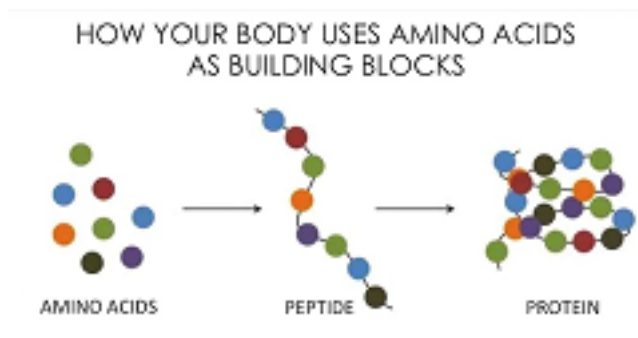 HOW YOUR BODY USES AMINO ACIDS
AS BUILDING BLOCKS
AMINO ACIDS
PEPTIDE
PROTEIN